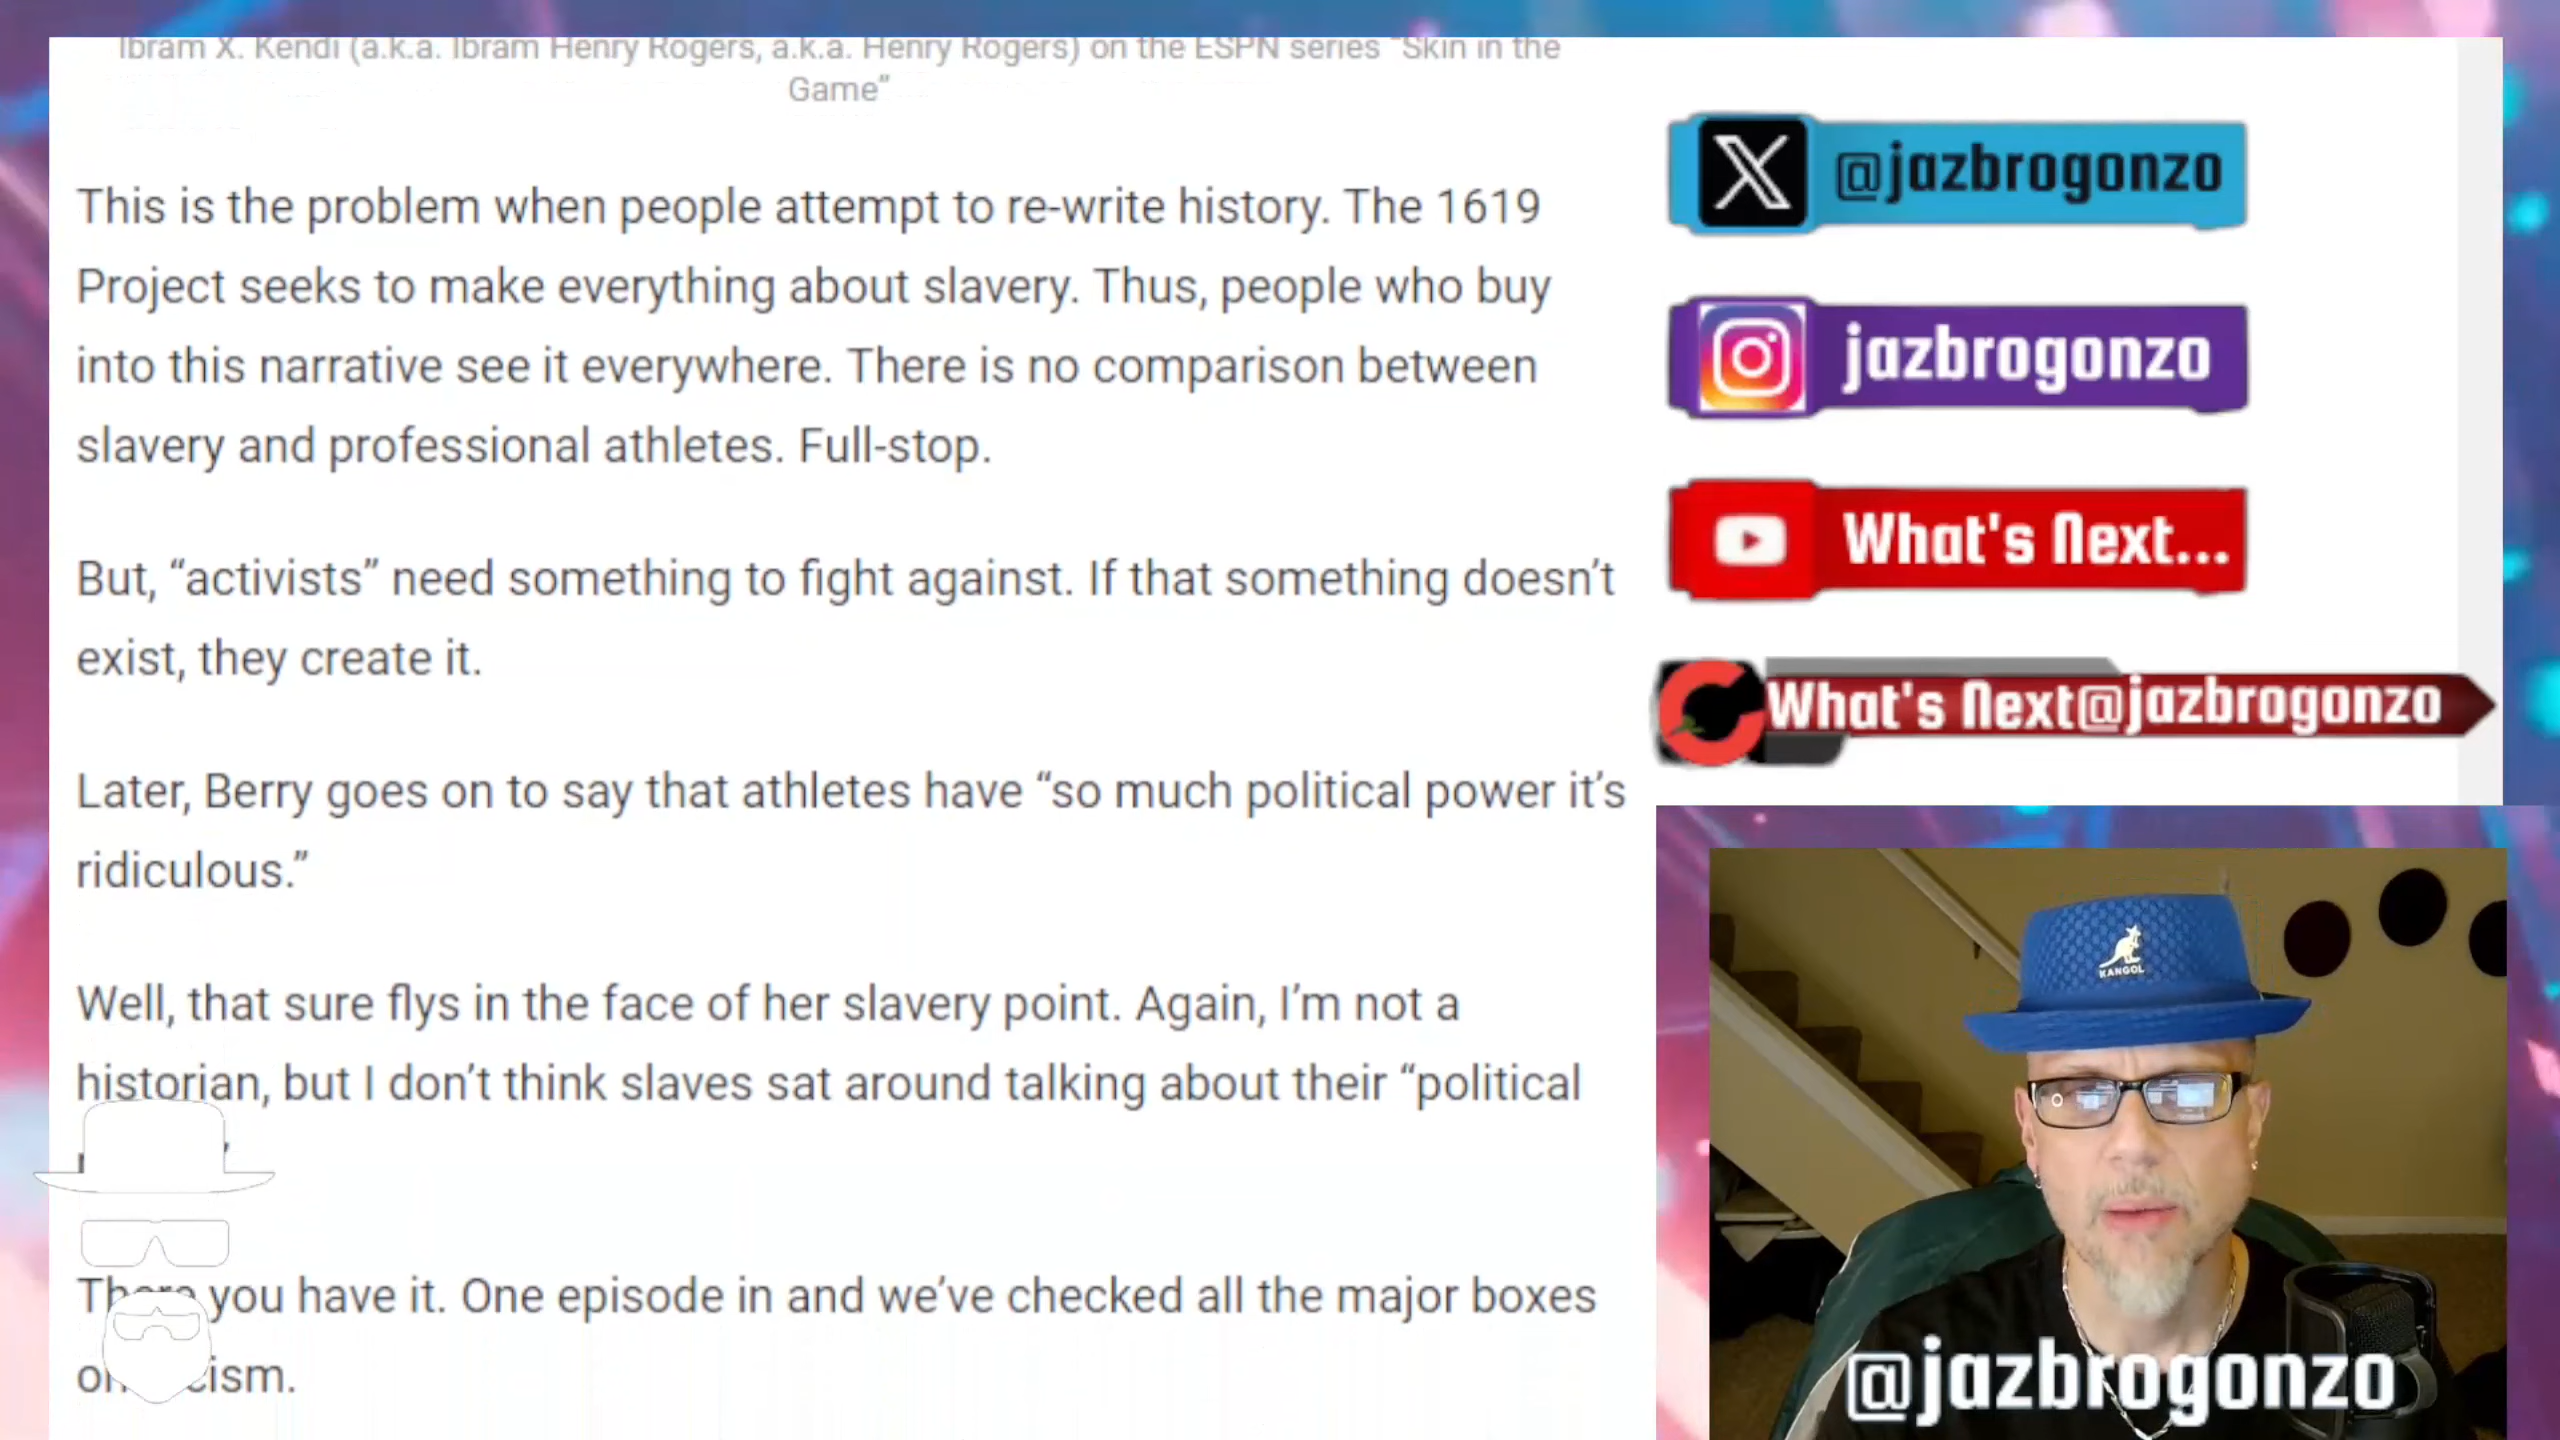 Ibram X. Kendi (a.k.a. Ibram Henry Rogers, a.k.a. Henry Rogers) on the ESPN series “Skin in the
Game”
This is the problem when people attempt to re-write history. The 1619
Project seeks to make everything about slavery. Thus, people who buy
into this narrative see it everywhere. There is no comparison between
slavery and professional athletes. Full-stop.
But, “activists” need something to fight against. If that something doesn’t
exist, they create it.
Later, Berry goes on to say that athletes have “so much political power it’s
ridiculous.”
Well, that sure flys in the face of her slavery point. Again, I’m not a
historian, but I don’t think slaves sat around talking about their “political
There you have it. One episode in and we’ve checked all the major boxes
@jazbrogonzo
jazbrogonzo
What's Next...
What's Next@jazbrogonzo
KANGOL
@jazbrogonzo